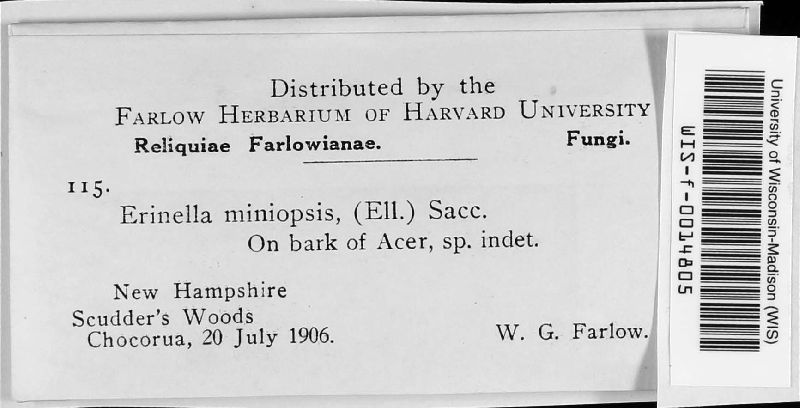 Distributed by the
FARLOW HERBARIUM OF HARVARD UNIVERSITY
Reliquiae Farlowianae. Fungi.
115.
Erinella miniopsis, (Ell.) Sacc.
On bark of Acer, sp. indet.
New Hampshire
Scudder's Woods
Chocorua, 20 July 1906. W. G. Farlow.
University of Wisconsin-Madison (WIS)
WIS-f-0014805